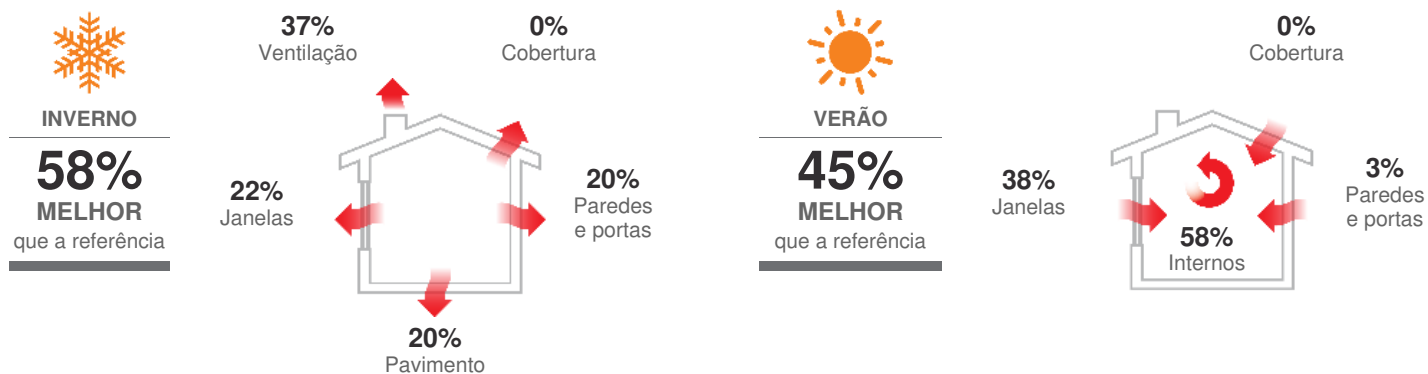 INVERNO
58%
MELHOR
que a referência
37%
Ventilação
0%
Cobertura
22%
Janelas
20%
Paredes
e portas
20%
Pavimento
VERÃO
45%
MELHOR
que a referência
0%
Cobertura
38%
Janelas
58%
Internos
3%
Paredes
e portas